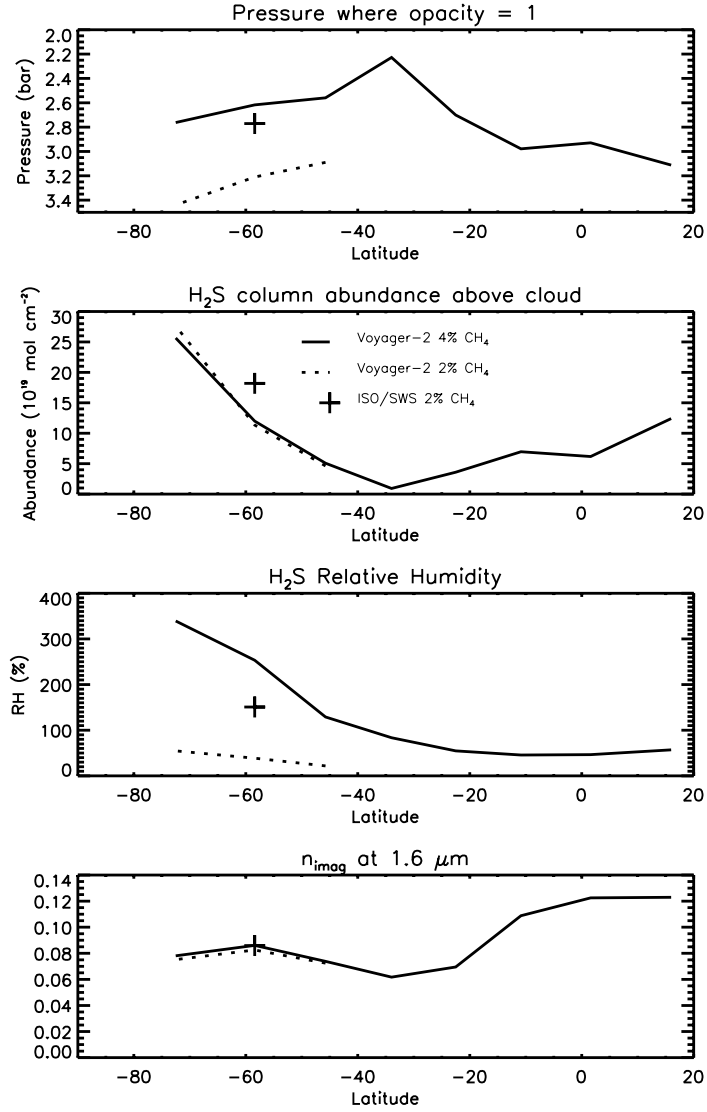 Pressure where opacity = 1
Pressure (bar)
2.0
2.2
2.4
2.6
2.8
3.0
3.2
3.4
−80 −60 −40 −20 0 20
Latitude
H₂S column abundance above cloud
Abundance (10¹⁹ mol cm⁻²)
30
25
20
15
10
5
0
Voyager−2 4% CH₄
Voyager−2 2% CH₄
ISO/SWS 2% CH₄
−80 −60 −40 −20 0 20
Latitude
H₂S Relative Humidity
RH (%)
400
300
200
100
0
−80 −60 −40 −20 0 20
Latitude
nimag at 1.6 μm
0.14
0.12
0.10
0.08
0.06
0.04
0.02
0.00
−80 −60 −40 −20 0 20
Latitude